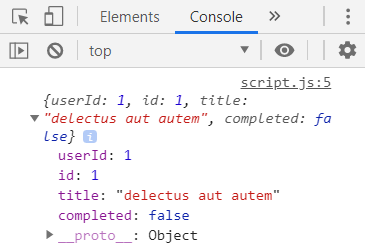 Elements Console »
top
script.js:5
{userId: 1, id: 1, title:
"delectus aut autem", completed: fa
lse} i
userId: 1
id: 1
title: "delectus aut autem"
completed: false
__proto__: Object